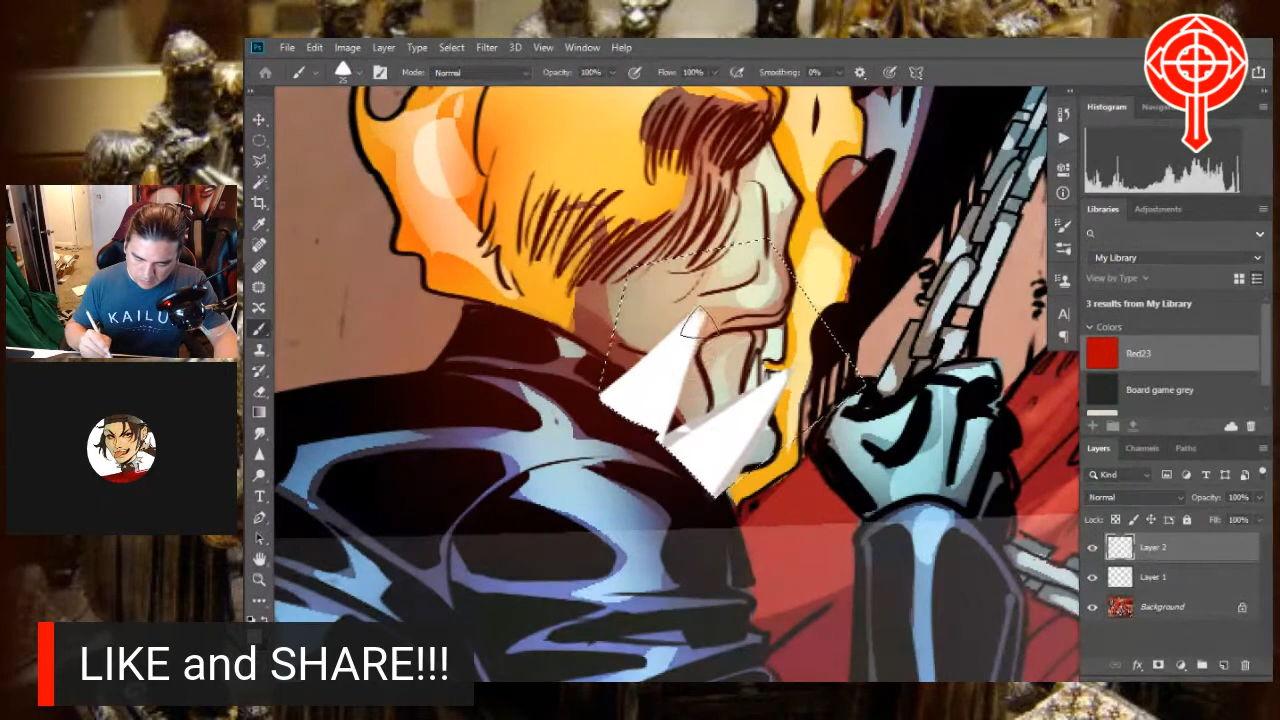 Ps File Edit Image Layer Type Select Filter 3D View Window Help
25 Mode: Normal Opacity: 100% Flow: 100% Smoothing: 0%
Histogram
Libraries Adjustments
My Library
View by Type
3 results from My Library
Colors
Red23
Board game grey
Layers Channels Paths
Kind
Normal Opacity: 100%
Lock: Fill: 100%
Layer 2
Layer 1
Background
KAILU
LIKE and SHARE!!!